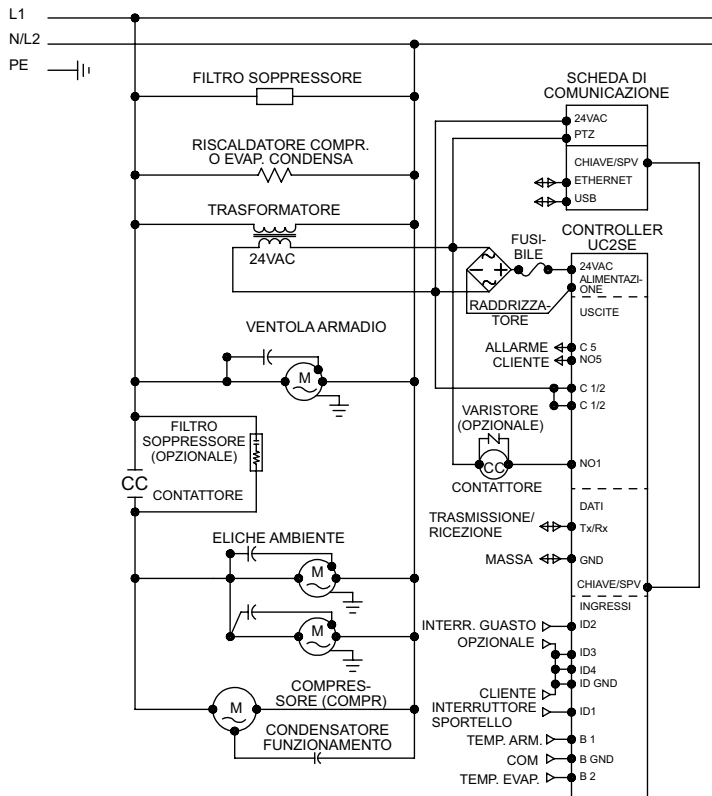 L1
N/L2
PE
FILTRO SOPPRESSORE
RISCALDATORE COMPR.
O EVAP. CONDENSA
TRASFORMATORE
24VAC
VENTOLA ARMADIO
M
FILTRO
SOPPRESSORE
(OPZIONALE)
CC
CONTATTORE
ELICHE AMBIENTE
M
M
COMPRES-
SORE (COMPR)
M
CONDENSATORE
FUNZIONAMENTO
SCHEDA DI
COMUNICAZIONE
24VAC
PTZ
CHIAVE/SPV
ETHERNET
USB
CONTROLLER
UC2SE
FUSI-
BILE
24VAC
ALIMENTAZI-
ONE
RADDRIZZA-
TORE
USCITE
ALLARME
CLIENTE
C 5
NO5
C 1/2
C 1/2
VARISTORE
(OPZIONALE)
CC
CONTATTORE
NO1
DATI
TRASMISSIONE/
RICEZIONE
Tx/Rx
MASSA
GND
CHIAVE/SPV
INGRESSI
INTERR. GUASTO
ID2
OPZIONALE
ID3
ID4
ID GND
CLIENTE
INTERRUTTORE
SPORTELLO
ID1
TEMP. ARM.
B 1
COM
B GND
TEMP. EVAP.
B 2